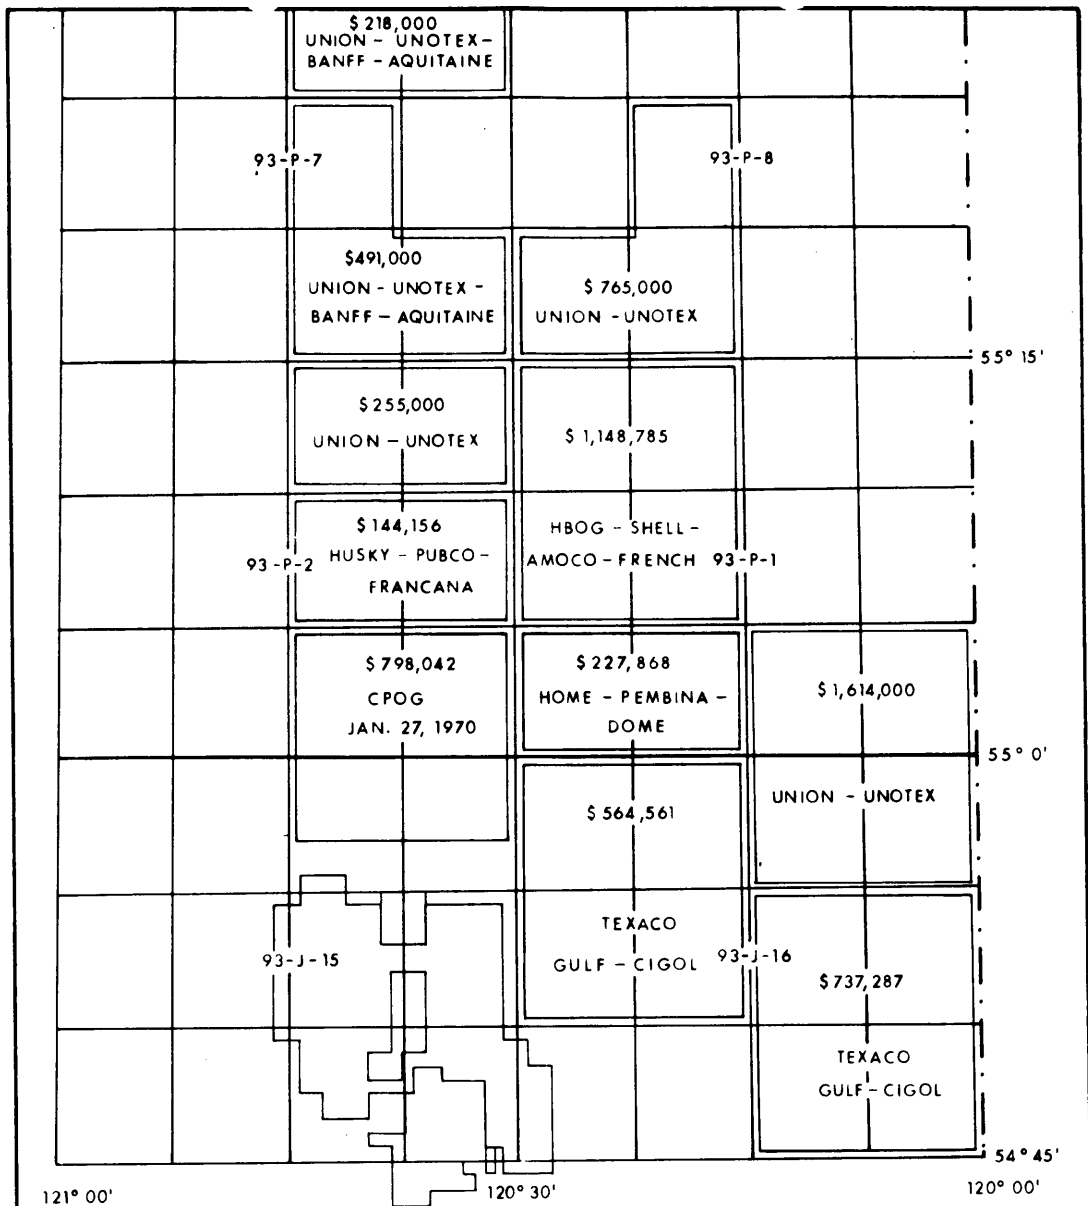 $218,000
UNION - UNOTEX -
BANFF - AQUITAINE
93-P-7
93-P-8
$491,000
UNION - UNOTEX -
BANFF - AQUITAINE
$765,000
UNION - UNOTEX
55° 15'
$255,000
UNION - UNOTEX
$1,148,785
$144,156
HUSKY - PUBCO -
FRANCANA
93-P-2
HBOG - SHELL -
AMOCO - FRENCH
93-P-1
$798,042
CPOG
JAN. 27, 1970
$227,868
HOME - PEMBINA -
DOME
$1,614,000
UNION - UNOTEX
55° 0'
$564,561
TEXACO
GULF - CIGOL
93-J-15
93-J-16
$737,287
TEXACO
GULF-CIGOL
54° 45'
121° 00'
120° 30'
120° 00'